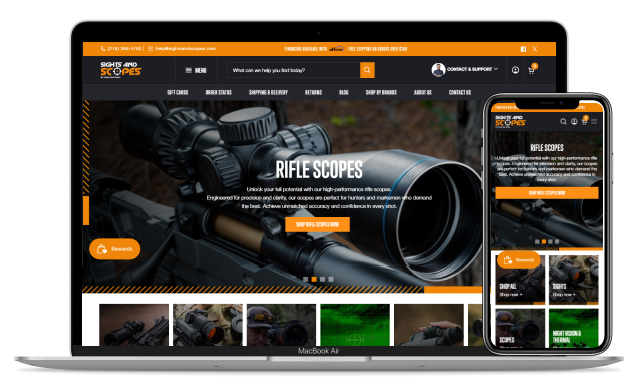 help@sightsandscopes.com
FINANCING AVAILABLE WITH
FREE SHIPPING ON ORDERS OVER
SIGHTS AND
SCOPES
MENU
What can we help you find today?
CONTACT & SUPPORT
GIFT CARDS
ORDER STATUS
SHIPPING & DELIVERY
RETURNS
BLOG
SHOP BY BRANDS
ABOUT US
CONTACT US
RIFLE SCOPES
Unlock your full potential with our high-performance rifle scopes.
Engineered for precision and clarity, our scopes are perfect for hunters and marksmen who demand
the best. Achieve unmatched accuracy and confidence in every shot.
SHOP RIFLE SCOPES NOW
Rewards
MacBook Air
SIGHTS AND
SCOPES
RIFLE SCOPES
Unlock your full potential with our high-performance rifle
scopes. Engineered for precision and clarity, our scopes
are perfect for hunters and marksmen who demand the
best. Achieve unmatched accuracy and confidence in
every shot.
SHOP RIFLE SCOPES NOW
Rewards
SHOP ALL
Shop now
SIGHTS
Shop now
SCOPES
Shop now
NIGHT VISION &
THERMAL
Shop now